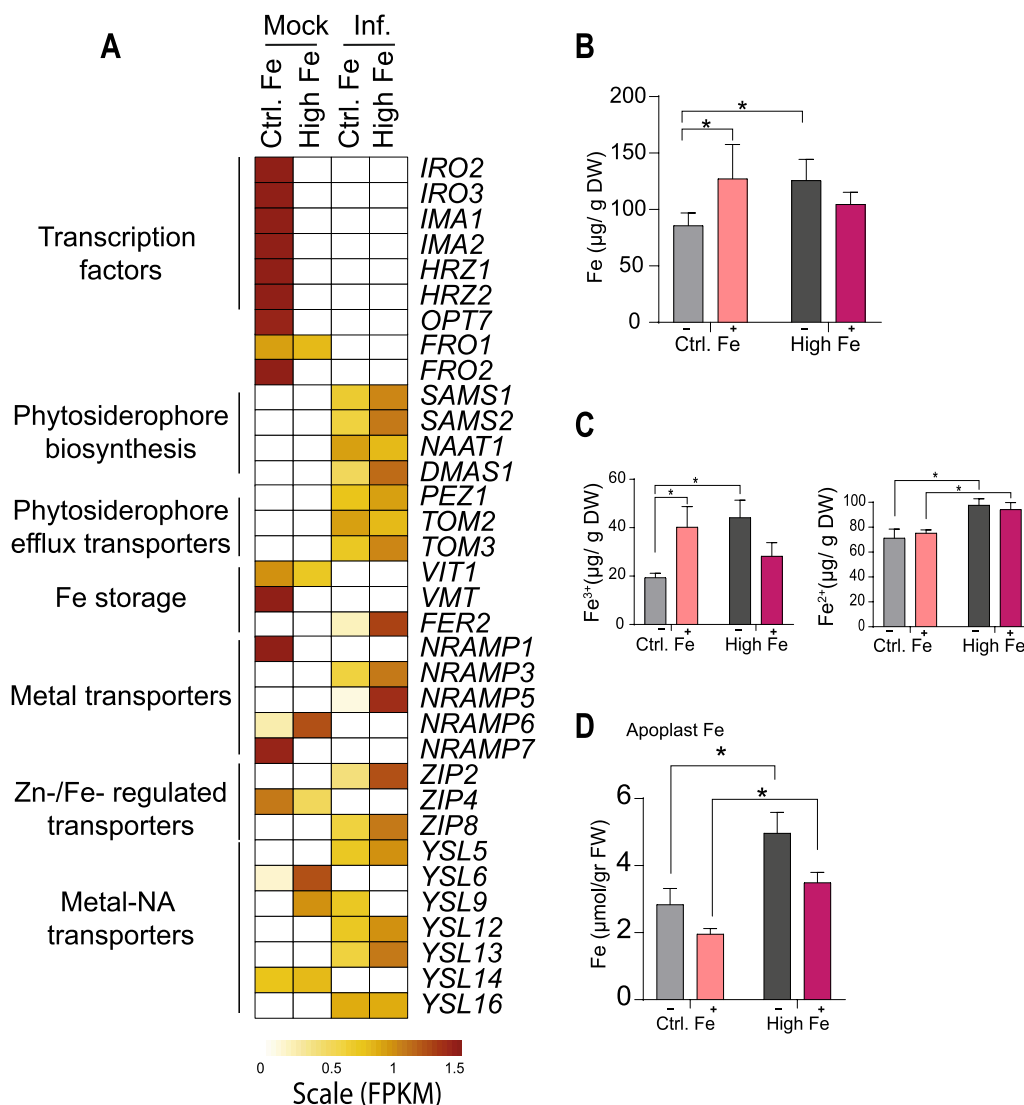 A
Mock Inf.
Ctrl. Fe
High Fe
Ctrl. Fe
High Fe
Transcription
factors
Phytosiderophore
biosynthesis
Phytosiderophore
efflux transporters
Fe storage
Metal transporters
Zn-/Fe- regulated
transporters
Metal-NA
transporters
IRO2
IRO3
IMA1
IMA2
HRZ1
HRZ2
OPT7
FRO1
FRO2
SAMS1
SAMS2
NAAT1
DMAS1
PEZ1
TOM2
TOM3
VIT1
VMT
FER2
NRAMP1
NRAMP3
NRAMP5
NRAMP6
NRAMP7
ZIP2
ZIP4
ZIP8
YSL5
YSL6
YSL9
YSL12
YSL13
YSL14
YSL16
0 0.5 1 1.5
Scale (FPKM)
B
Fe (µg/ g DW)
200
150
100
50
0
* *
− + − +
Ctrl. Fe High Fe
C
Fe³⁺(µg/ g DW)
60
40
20
0
* *
− + − +
Ctrl. Fe High Fe
Fe²⁺(µg/ g DW)
100
80
60
40
20
0
* *
− + − +
Ctrl. Fe High Fe
D
Apoplast Fe
Fe (µmol/gr FW)
6
4
2
0
* *
− + − +
Ctrl. Fe High Fe